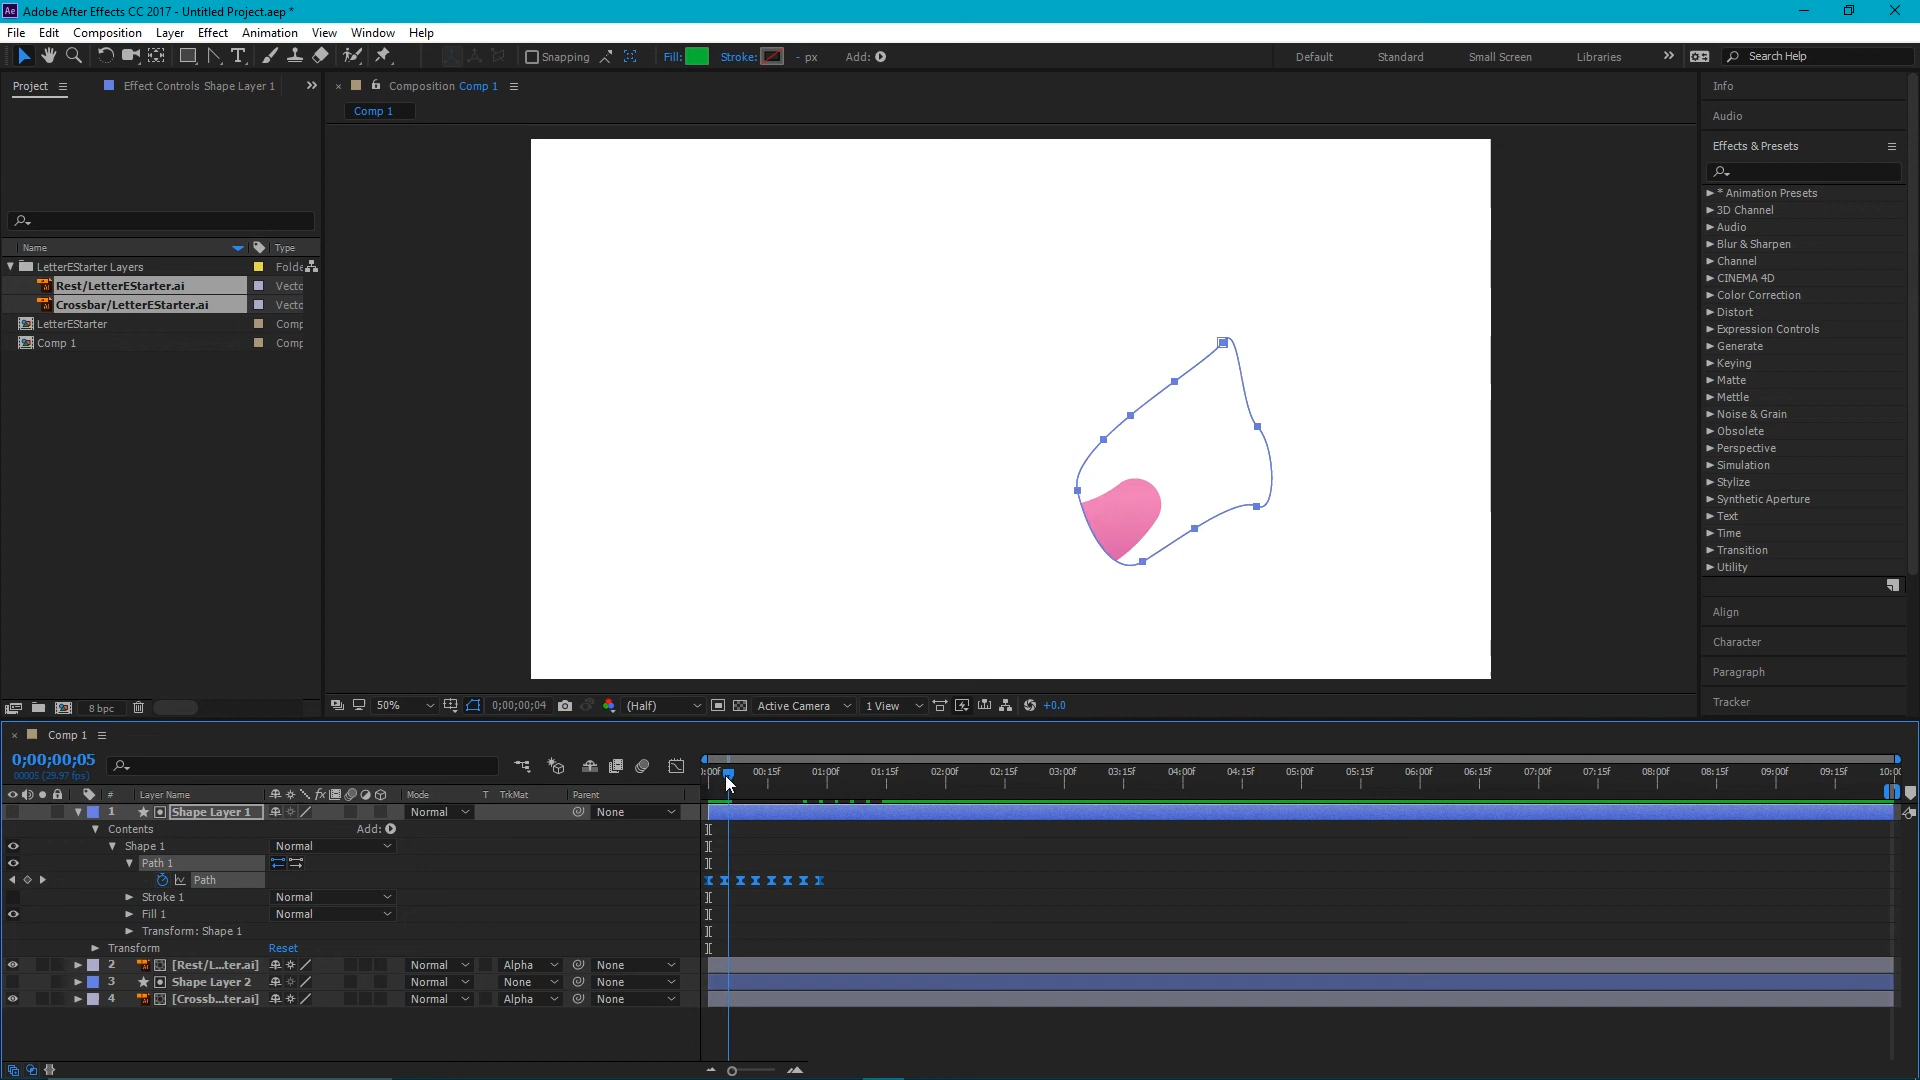 Ae Adobe After Effects CC 2017 - Untitled Project.aep *
File Edit Composition Layer Effect Animation View Window Help
Snapping Fill: Stroke: - px Add: Default Standard Small Screen Libraries Search Help
Project Effect Controls Shape Layer 1
Composition Comp 1
Comp 1
Name Type
LetterEStarter Layers Folde
Rest/LetterEStarter.ai Vecto
Crossbar/LetterEStarter.ai Vecto
LetterEStarter Comp
Comp 1 Comp
8 bpc
50% 0;00;00;04 (Half) Active Camera 1 View +0.0
Info
Audio
Effects & Presets
* Animation Presets
3D Channel
Audio
Blur & Sharpen
Channel
CINEMA 4D
Color Correction
Distort
Expression Controls
Generate
Keying
Matte
Mettle
Noise & Grain
Obsolete
Perspective
Simulation
Stylize
Synthetic Aperture
Text
Time
Transition
Utility
Align
Character
Paragraph
Tracker
Comp 1
0;00;00;05
00005 (29.97 fps)
):00f 00:15f 01:00f 01:15f 02:00f 02:15f 03:00f 03:15f 04:00f 04:15f 05:00f 05:15f 06:00f 06:15f 07:00f 07:15f 08:00f 08:15f 09:00f 09:15f 10:00
# Layer Name fx Mode T TrkMat Parent
1 Shape Layer 1 Normal None
Contents Add:
Shape 1 Normal
Path 1
Path
Stroke 1 Normal
Fill 1 Normal
Transform: Shape 1
Transform Reset
2 [Rest/L...ter.ai] Normal Alpha None
3 Shape Layer 2 Normal None None
4 [Crossb...ter.ai] Normal Alpha None